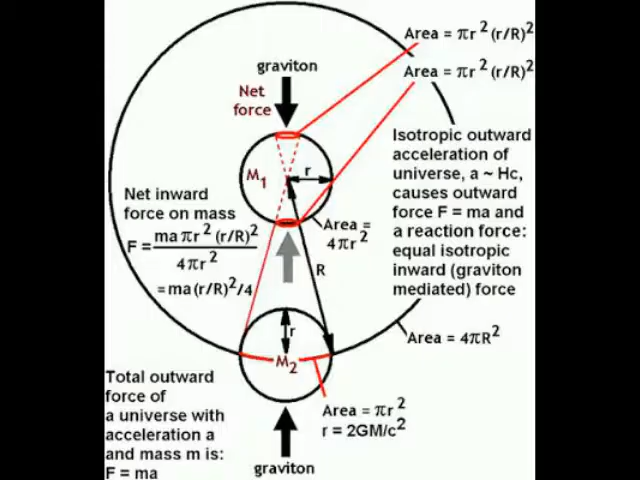 Area = πr²(r/R)²
Area = πr²(r/R)²
graviton
Net
force
M₁
r
Isotropic outward
acceleration of
universe, a ~ Hc,
causes outward
force F = ma and
a reaction force:
equal isotropic
inward (graviton
mediated) force
Net inward
force on mass
F = maπr²(r/R)²
4πr²
= ma(r/R)²/4
Area =
4πr²
R
r
M₂
Area = 4πR²
Total outward
force of
a universe with
acceleration a
and mass m is:
F = ma
Area = πr²
r = 2GM/c²
graviton